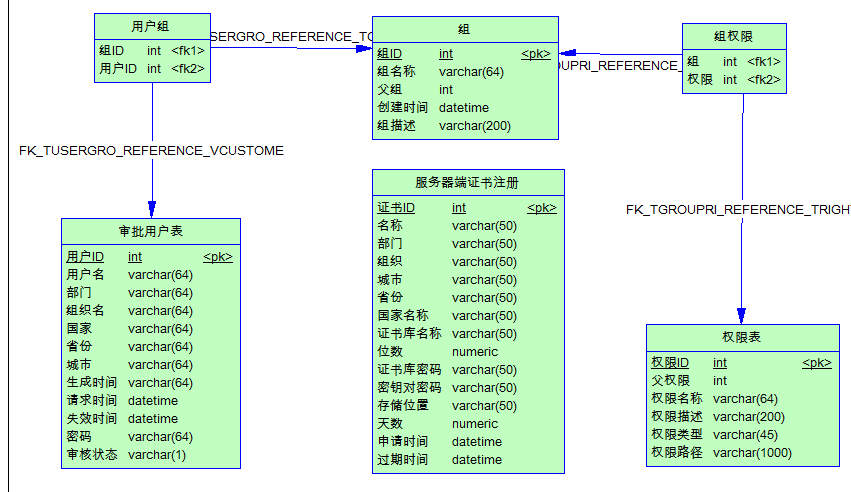 用户组
组ID int <fk1>
用户ID int <fk2>
SERGRO_REFERENCE_TG
组
组ID int <pk>
组名称 varchar(64)
父组 int
创建时间 datetime
组描述 varchar(200)
OUPRI_REFERENCE_
组权限
组 int <fk1>
权限 int <fk2>
FK_TUSERGRO_REFERENCE_VCUSTOME
FK_TGROUPRI_REFERENCE_TRIGHT
审批用户表
用户ID int <pk>
用户名 varchar(64)
部门 varchar(64)
组织名 varchar(64)
国家 varchar(64)
省份 varchar(64)
城市 varchar(64)
生成时间 varchar(64)
请求时间 datetime
失效时间 datetime
密码 varchar(64)
审核状态 varchar(1)
服务器端证书注册
证书ID int <pk>
名称 varchar(50)
部门 varchar(50)
组织 varchar(50)
城市 varchar(50)
省份 varchar(50)
国家名称 varchar(50)
证书库名称 varchar(50)
位数 numeric
证书库密码 varchar(50)
密钥对密码 varchar(50)
存储位置 varchar(50)
天数 numeric
申请时间 datetime
过期时间 datetime
权限表
权限ID int <pk>
父权限 int
权限名称 varchar(64)
权限描述 varchar(200)
权限类型 varchar(45)
权限路径 varchar(1000)